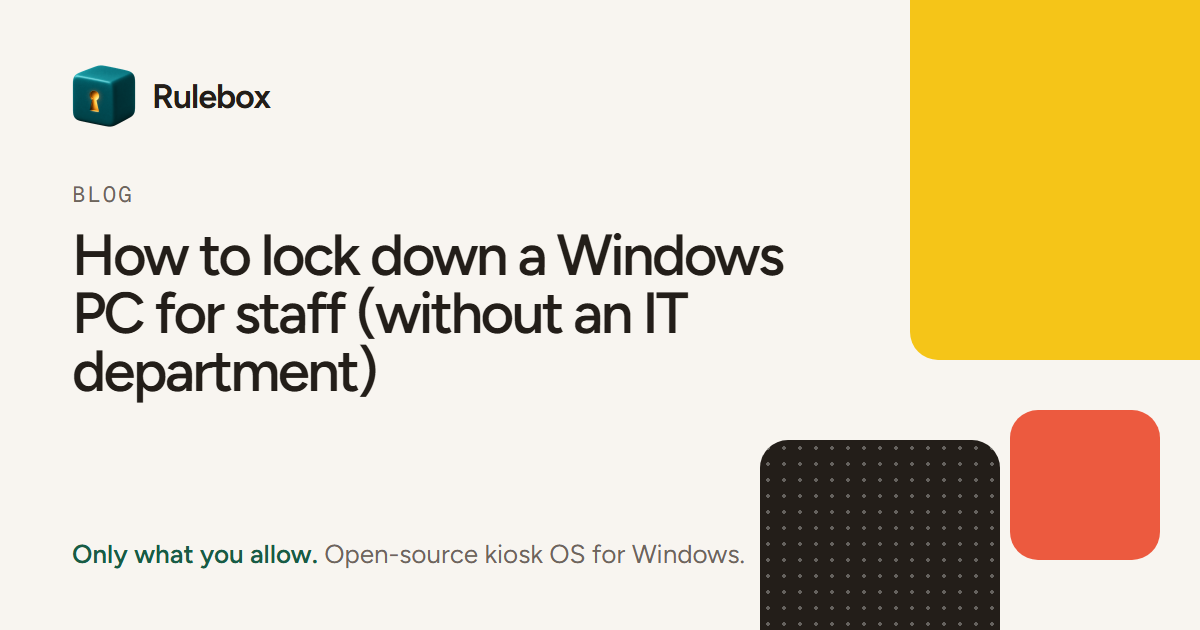 Rulebox
BLOG
How to lock down a Windows
PC for staff (without an IT
department)
Only what you allow. Open-source kiosk OS for Windows.